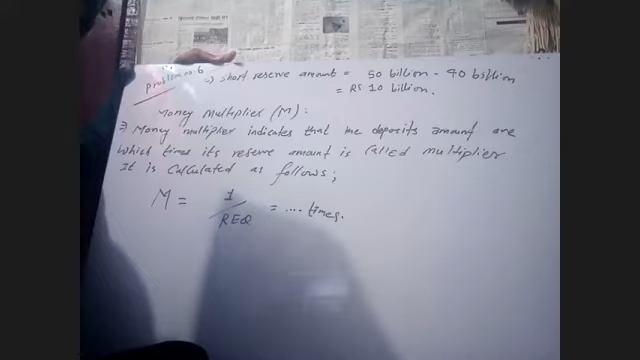 Problem no. 6 → short reserve amount = 50 billion - 40 billion
= RS 10 billion.
Money Multiplier (M):
⇒ Money multiplier indicates that the deposits amount are
which times its reserve amount is called multiplier.
It is calculated as follows;
M = 1 / REQ = .... times.